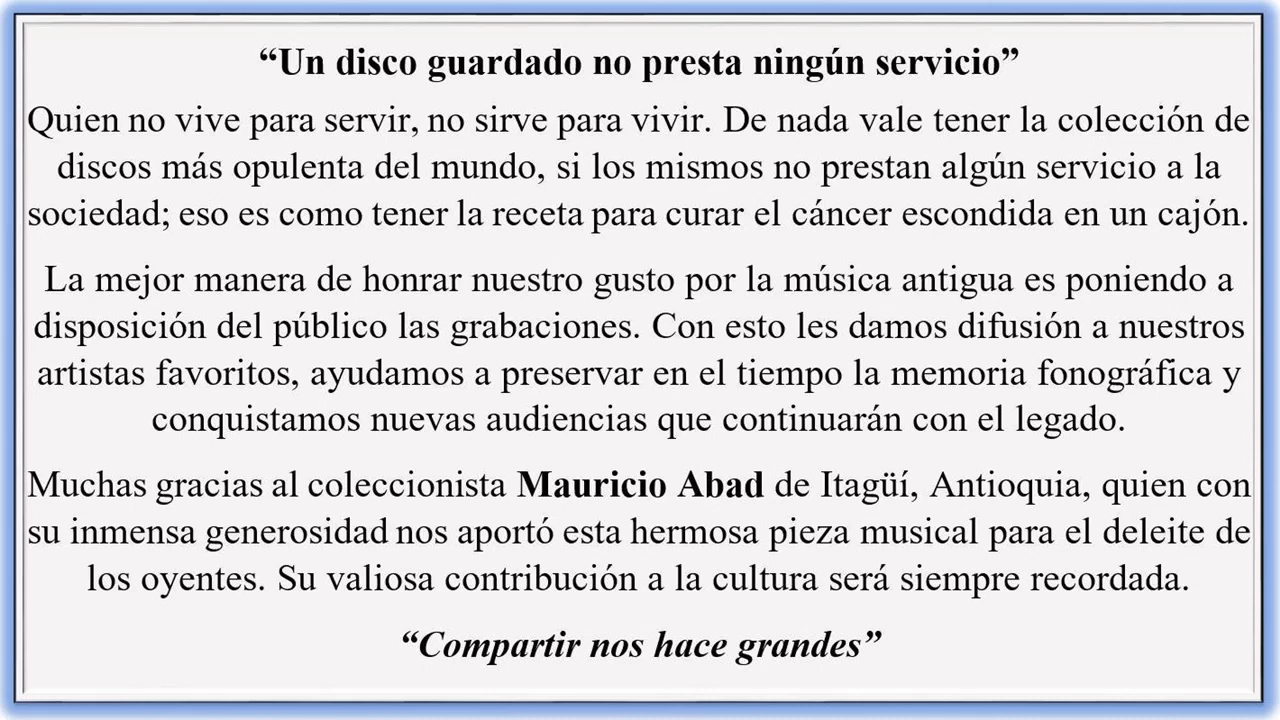 “Un disco guardado no presta ningún servicio”
Quien no vive para servir, no sirve para vivir. De nada vale tener la colección de
discos más opulenta del mundo, si los mismos no prestan algún servicio a la
sociedad; eso es como tener la receta para curar el cáncer escondida en un cajón.
La mejor manera de honrar nuestro gusto por la música antigua es poniendo a
disposición del público las grabaciones. Con esto les damos difusión a nuestros
artistas favoritos, ayudamos a preservar en el tiempo la memoria fonográfica y
conquistamos nuevas audiencias que continuarán con el legado.
Muchas gracias al coleccionista Mauricio Abad de Itagüí, Antioquia, quien con
su inmensa generosidad nos aportó esta hermosa pieza musical para el deleite de
los oyentes. Su valiosa contribución a la cultura será siempre recordada.
“Compartir nos hace grandes”